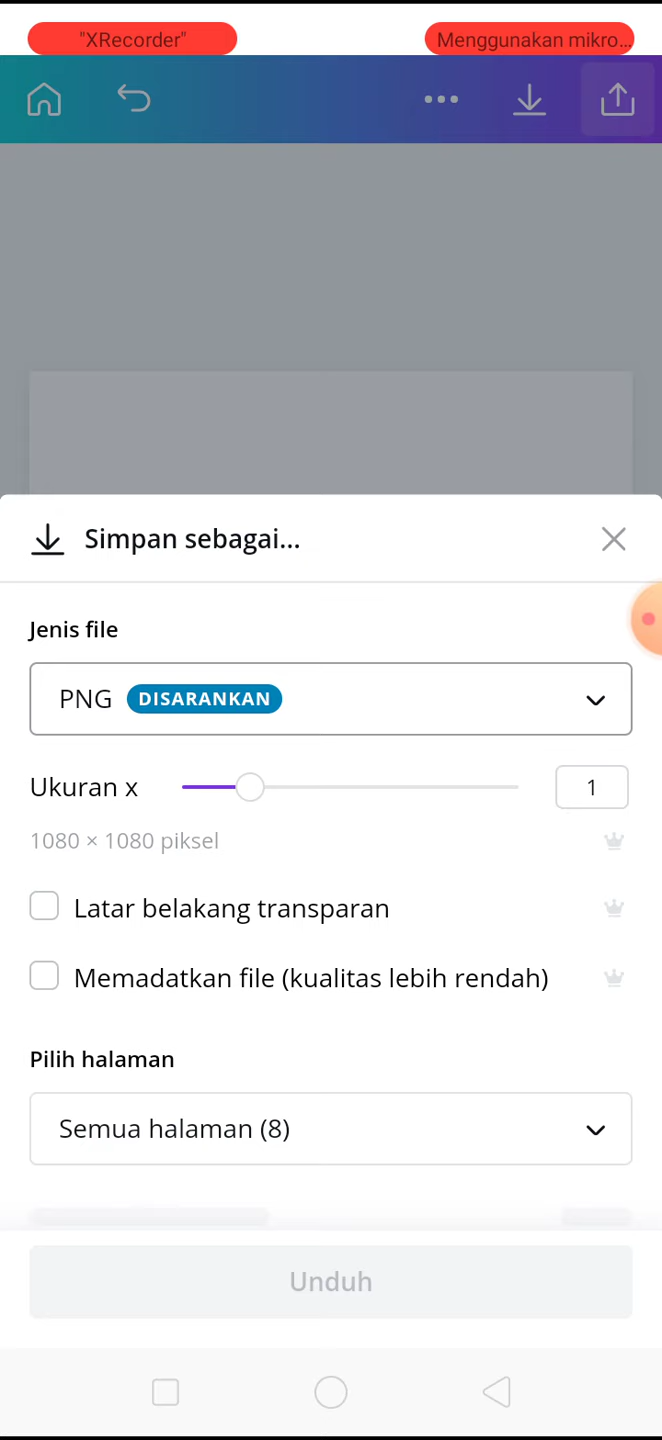 "XRecorder"
Menggunakan mikro...
Simpan sebagai...
Jenis file
PNG DISARANKAN
Ukuran x
1
1080 × 1080 piksel
Latar belakang transparan
Memadatkan file (kualitas lebih rendah)
Pilih halaman
Semua halaman (8)
Unduh